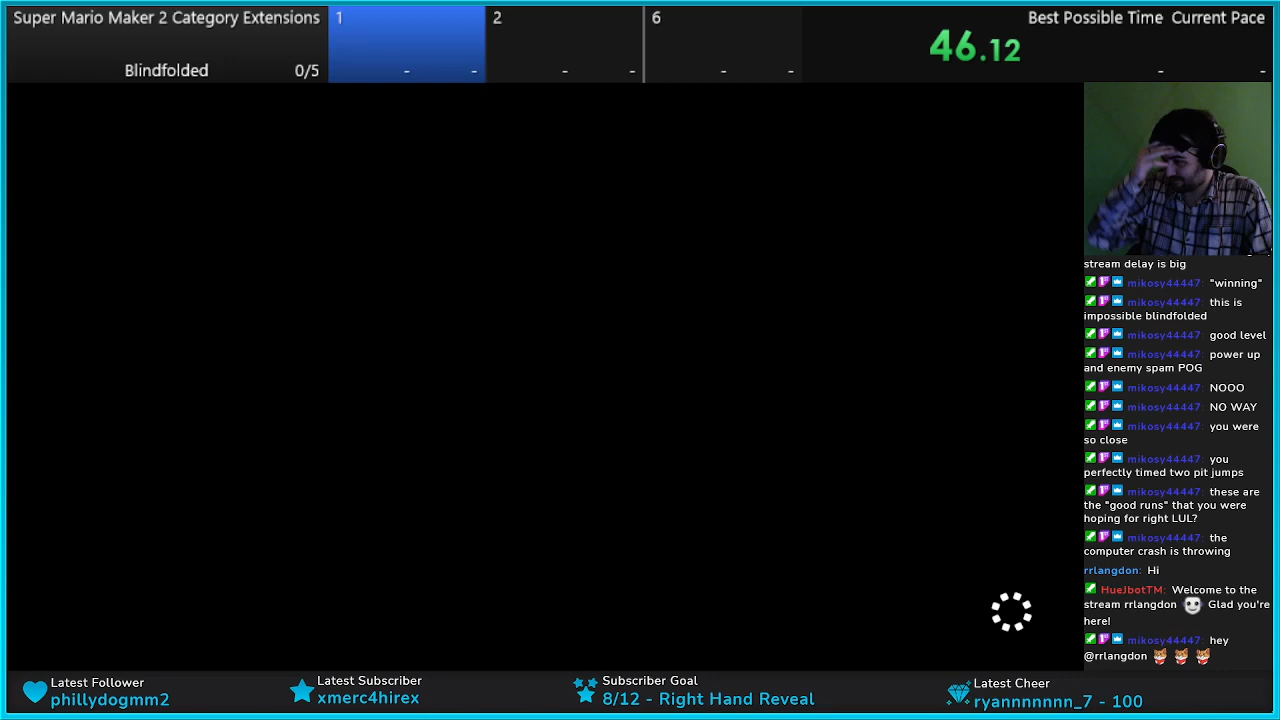 Super Mario Maker 2 Category Extensions
Blindfolded 0/5
1
- -
2
- -
6
- -
46.12
Best Possible Time Current Pace
- -
stream delay is big
mikosy44447: "winning"
mikosy44447: this is
impossible blindfolded
mikosy44447: good level
mikosy44447: power up
and enemy spam POG
mikosy44447: NOOO
mikosy44447: NO WAY
mikosy44447: you were
so close
mikosy44447: you
perfectly timed two pit jumps
mikosy44447: these are
the "good runs" that you were
hoping for right LUL?
mikosy44447: the
computer crash is throwing
rrlangdon: Hi
HueJbotTM: Welcome to the
stream rrlangdon Glad you're
here!
mikosy44447: hey
@rrlangdon
Latest Follower
phillydogmm2
Latest Subscriber
xmerc4hirex
Subscriber Goal
8/12 - Right Hand Reveal
Latest Cheer
ryannnnnnn_7 - 100